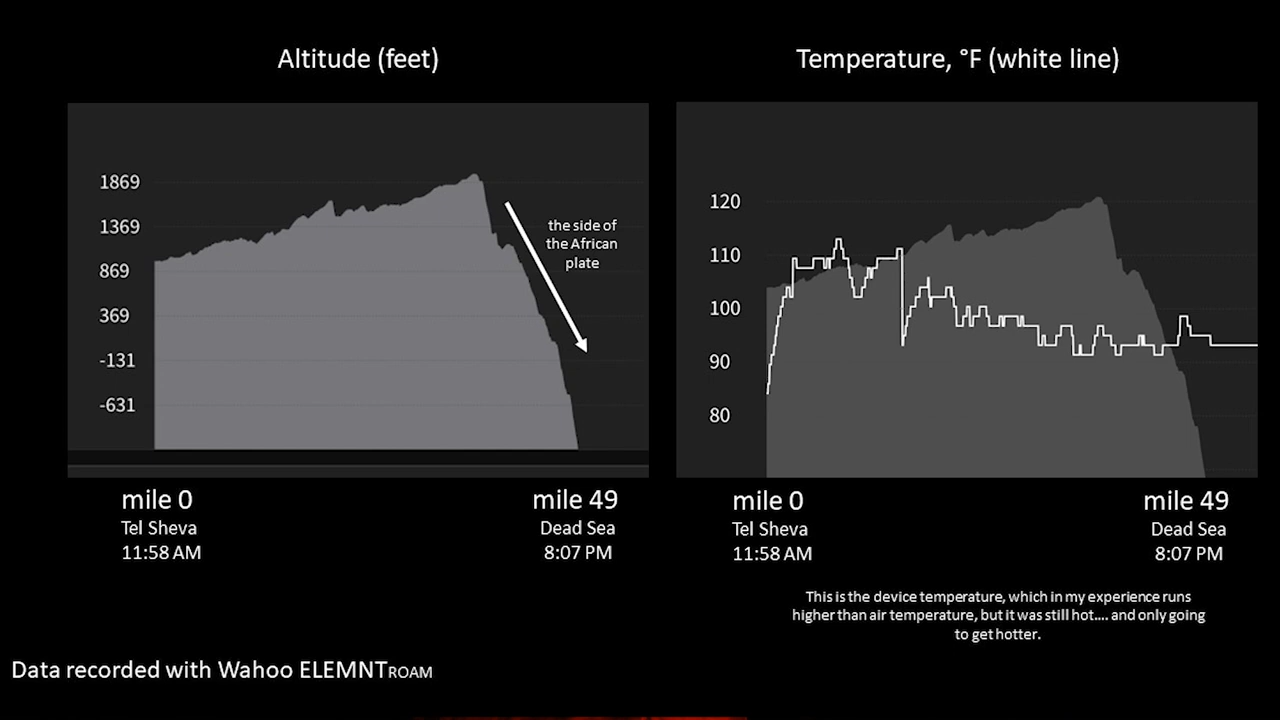 Altitude (feet)
1869
1369
869
369
-131
-631
the side of
the African
plate
mile 0
Tel Sheva
11:58 AM
mile 49
Dead Sea
8:07 PM
Temperature, °F (white line)
120
110
100
90
80
mile 0
Tel Sheva
11:58 AM
mile 49
Dead Sea
8:07 PM
This is the device temperature, which in my experience runs
higher than air temperature, but it was still hot.... and only going
to get hotter.
Data recorded with Wahoo ELEMNT ROAM